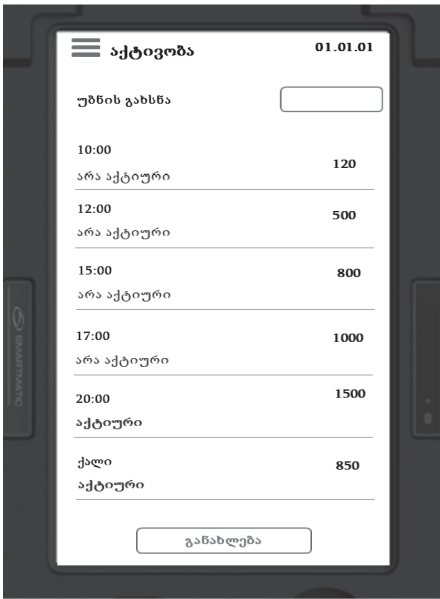 აქტივობა 01.01.01
უბნის გახსნა
10:00
არა აქტიური 120
12:00
არა აქტიური 500
15:00
არა აქტიური 800
17:00
არა აქტიური 1000
20:00
აქტიური 1500
ქალი
აქტიური 850
განახლება
SMARTMATIC